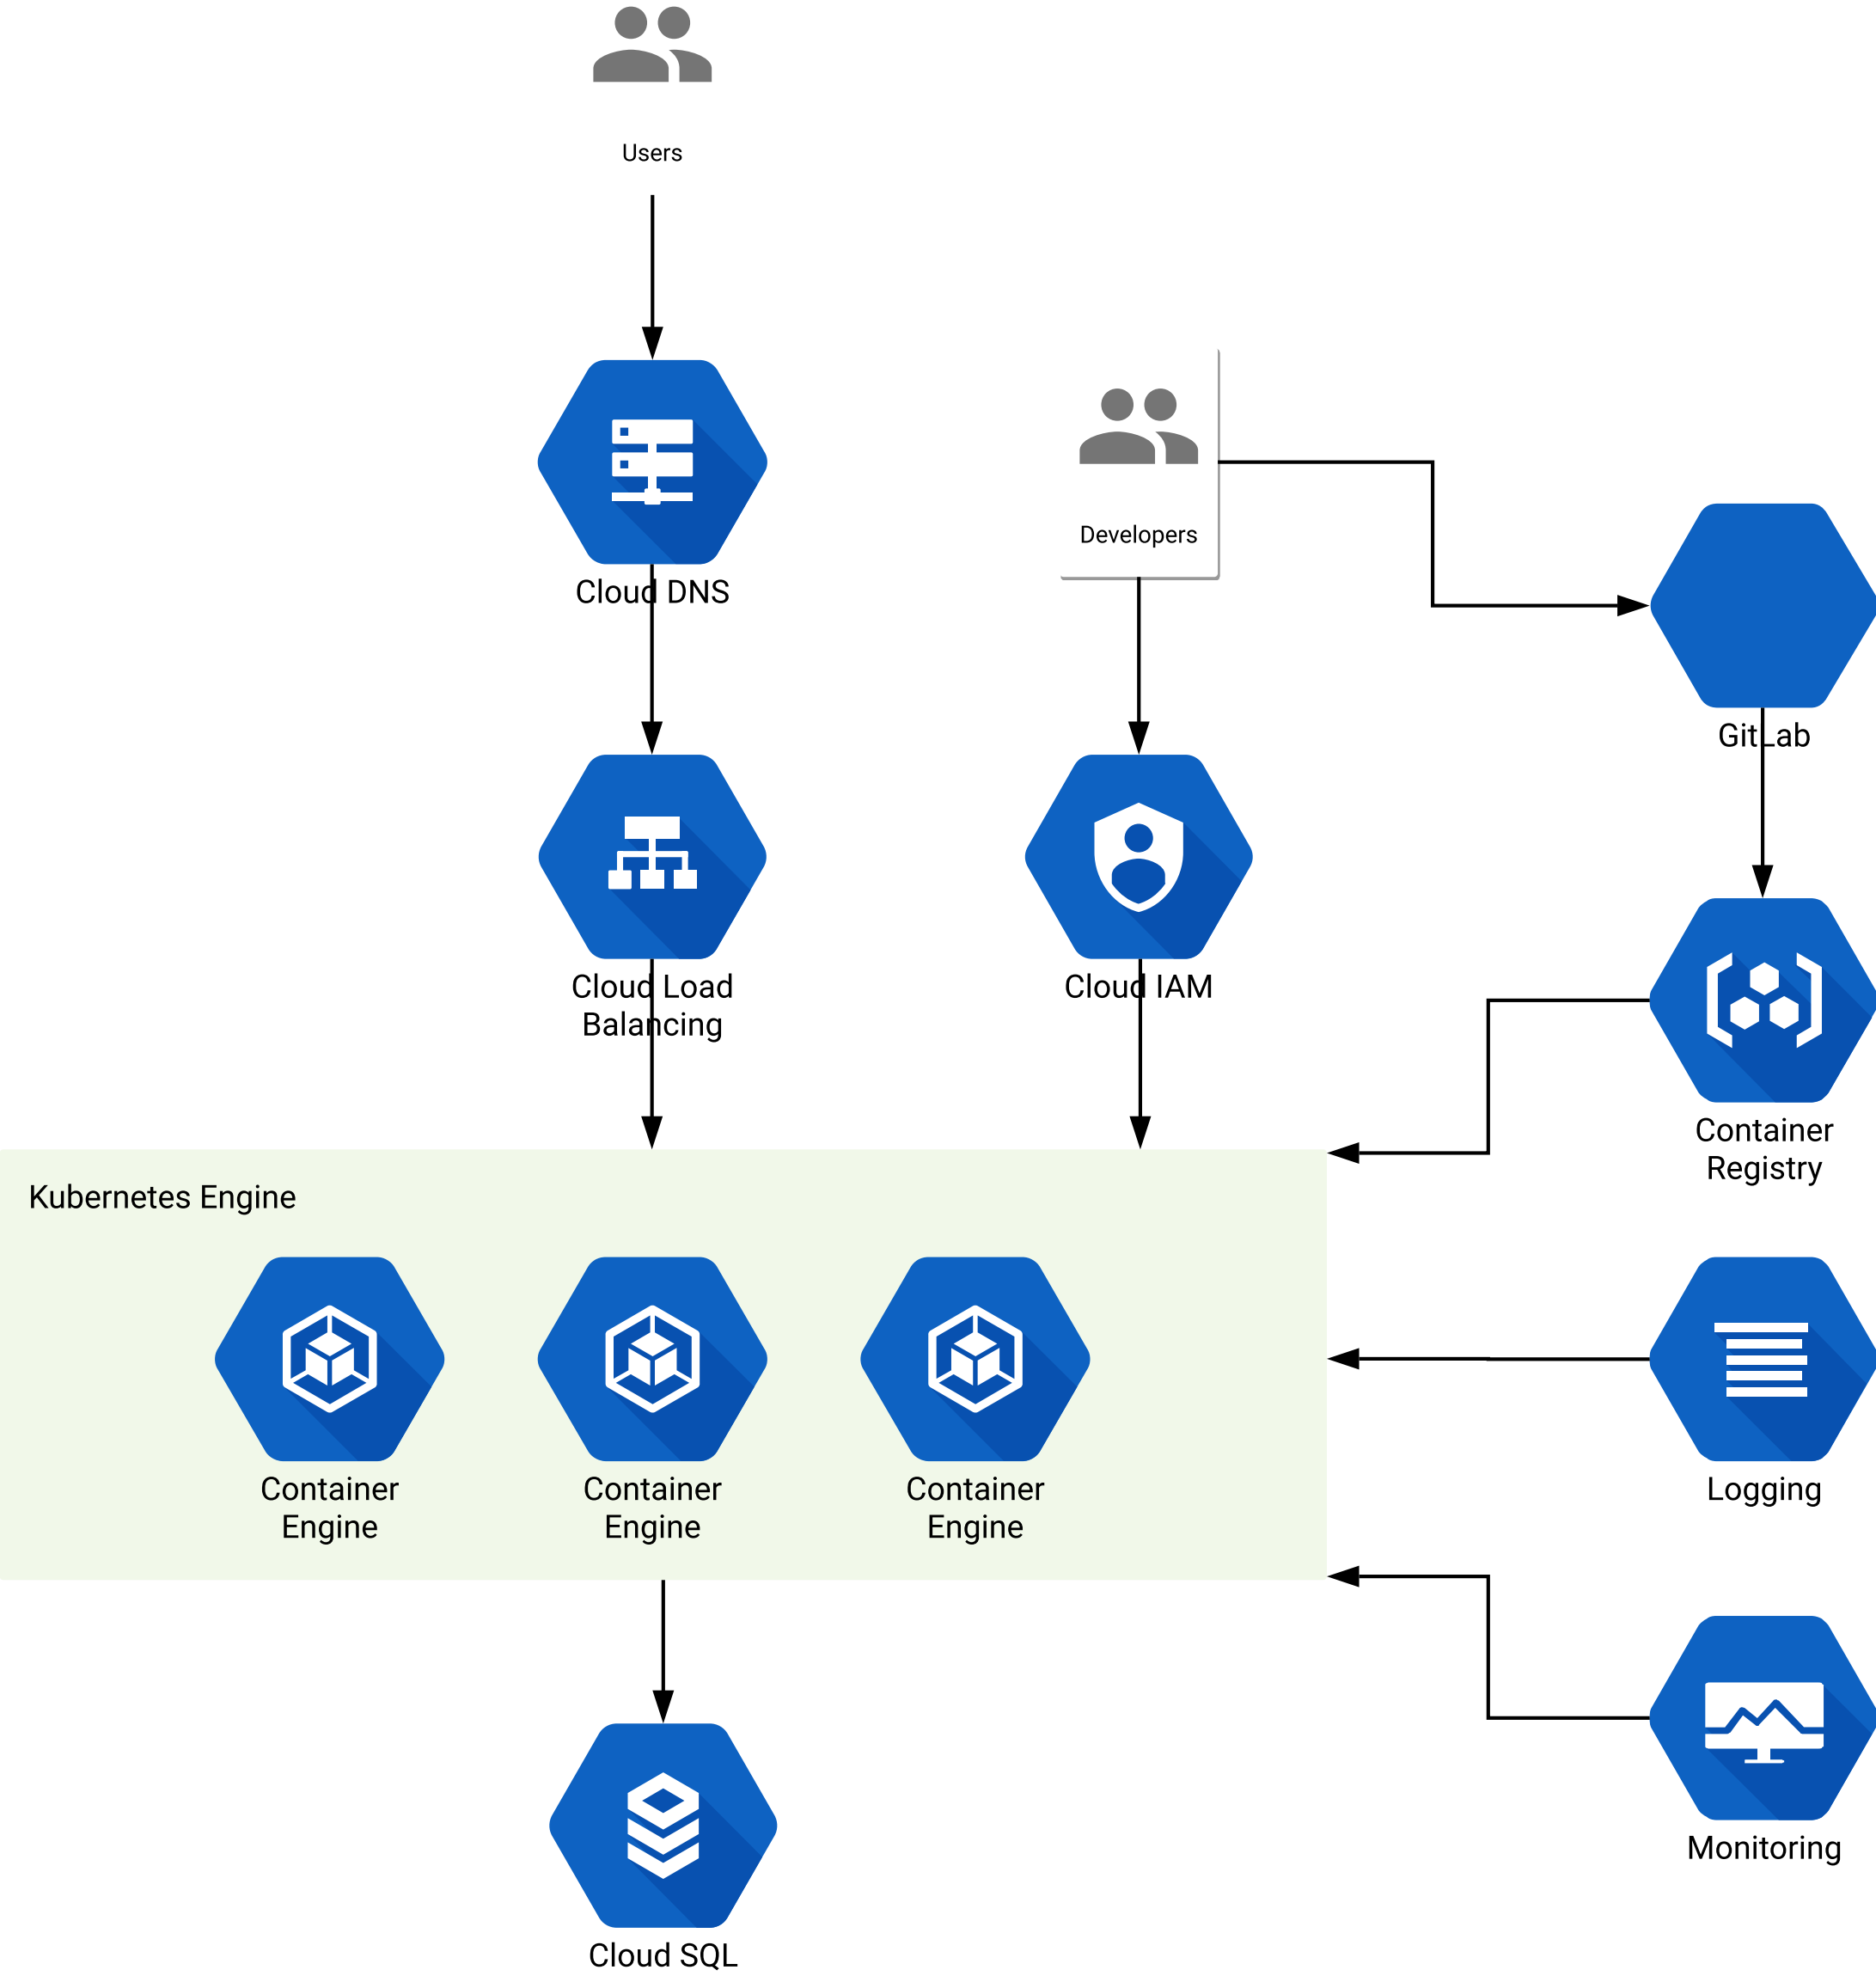 Users
Developers
Cloud DNS
GitLab
Cloud Load
Balancing
Cloud IAM
Container
Registry
Kubernetes Engine
Container
Engine
Container
Engine
Container
Engine
Logging
Monitoring
Cloud SQL